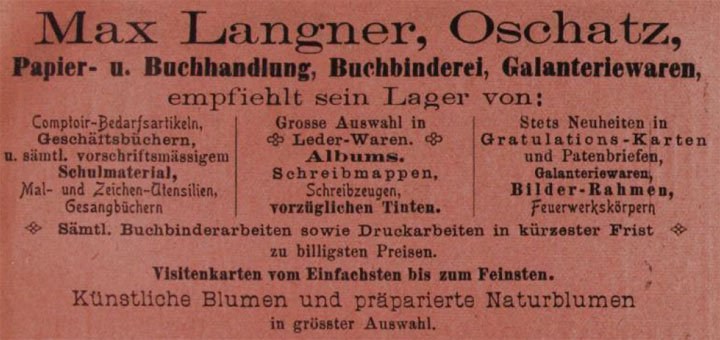 Max Langner, Oschatz,
Papier- u. Buchhandlung, Buchbinderei, Galanteriewaren,
empfiehlt sein Lager von:
Comptoir-Bedarfsartikeln,
Geschäftsbüchern,
u. sämtl. vorschriftsmässigem
Schulmaterial,
Mal- und Zeichen-Utensilien,
Gesangbüchern
Grosse Auswahl in
Leder-Waren.
Albums.
Schreibmappen,
Schreibzeugen,
vorzüglichen Tinten.
Stets Neuheiten in
Gratulations-Karten
und Patenbriefen,
Galanteriewaren,
Bilder-Rahmen,
Feuerwerkskörpern
Sämtl. Buchbinderarbeiten sowie Druckarbeiten in kürzester Frist
zu billigsten Preisen.
Visitenkarten vom Einfachsten bis zum Feinsten.
Künstliche Blumen und präparierte Naturblumen
in grösster Auswahl.